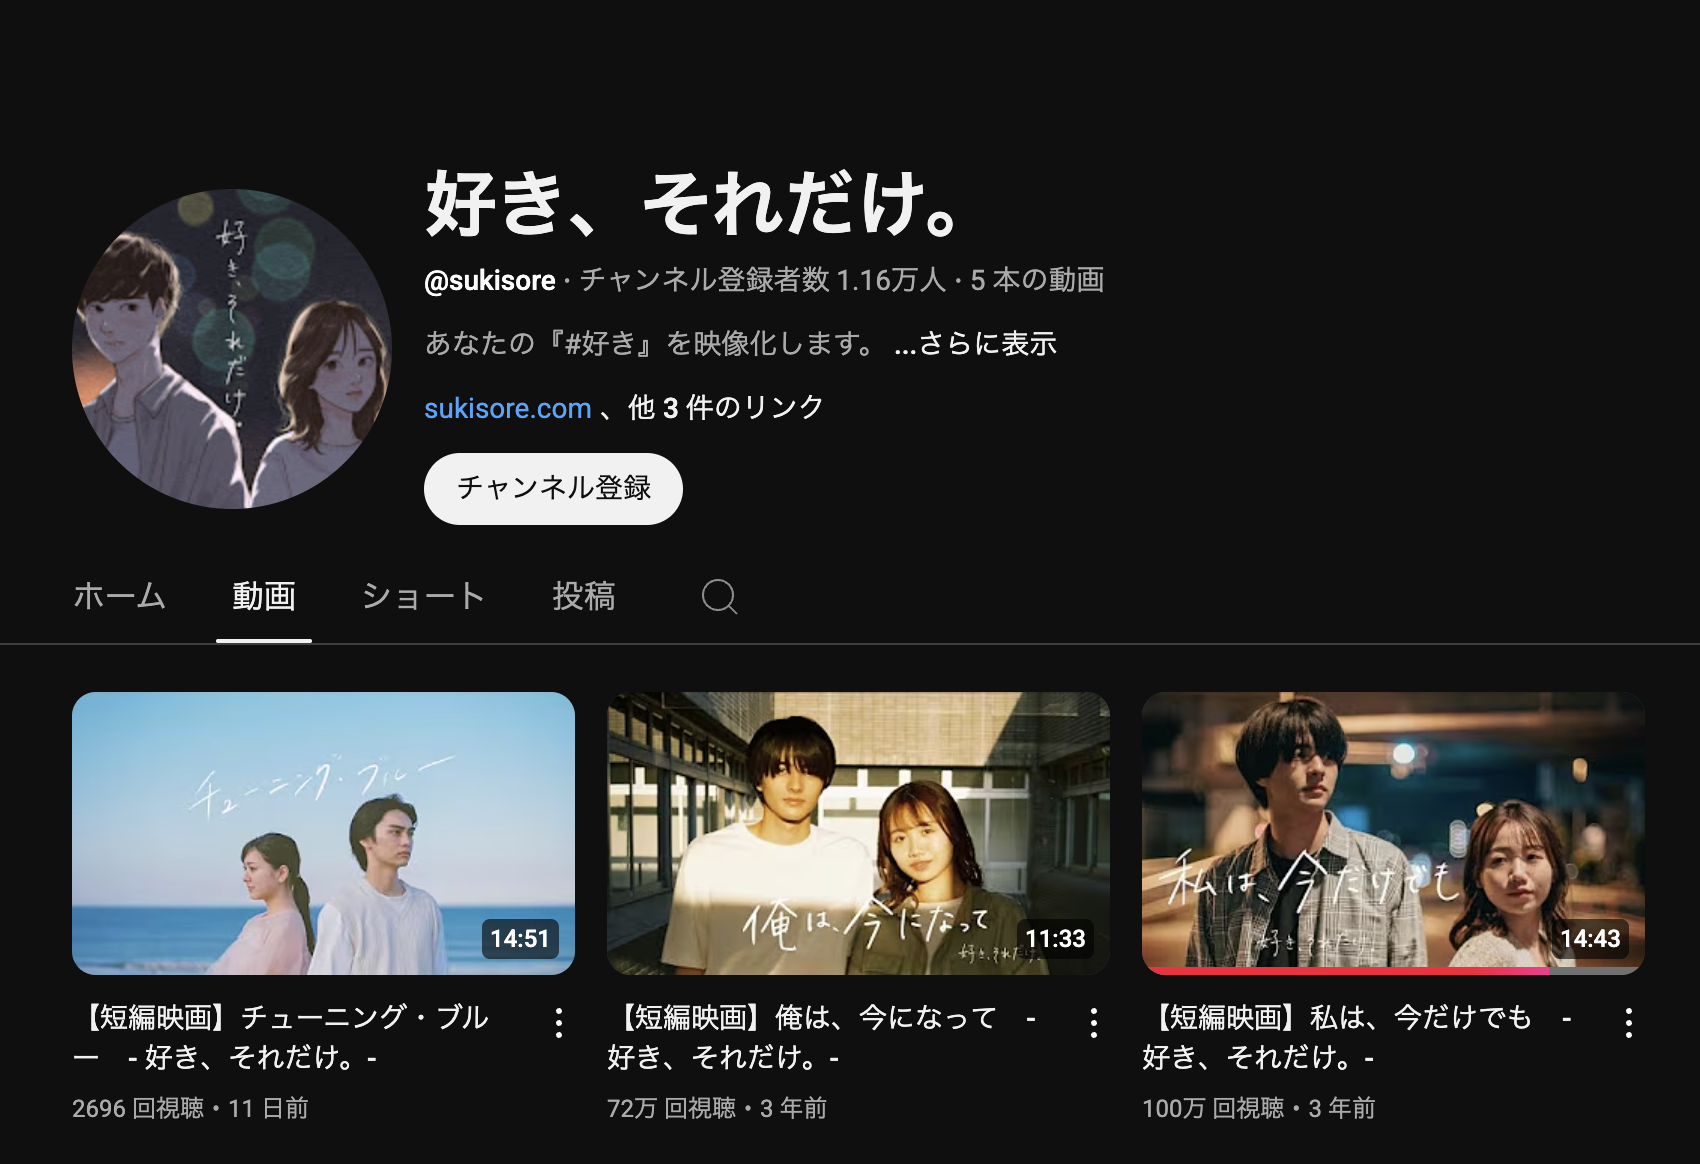 好き、それだけ。
好き、それだけ。
@sukisore · チャンネル登録者数 1.16万人 · 5 本の動画
あなたの『#好き』を映像化します。 ...さらに表示
sukisore.com 、他 3 件のリンク
チャンネル登録
ホーム 動画 ショート 投稿
チューニング・ブルー
14:51
俺は、今になって
好き、それだけ。
11:33
私は、今だけでも
好き、それだけ。
14:43
【短編映画】チューニング・ブル
ー　- 好き、それだけ。-
2696 回視聴・11 日前
【短編映画】俺は、今になって　-
好き、それだけ。-
72万 回視聴・3 年前
【短編映画】私は、今だけでも　-
好き、それだけ。-
100万 回視聴・3 年前